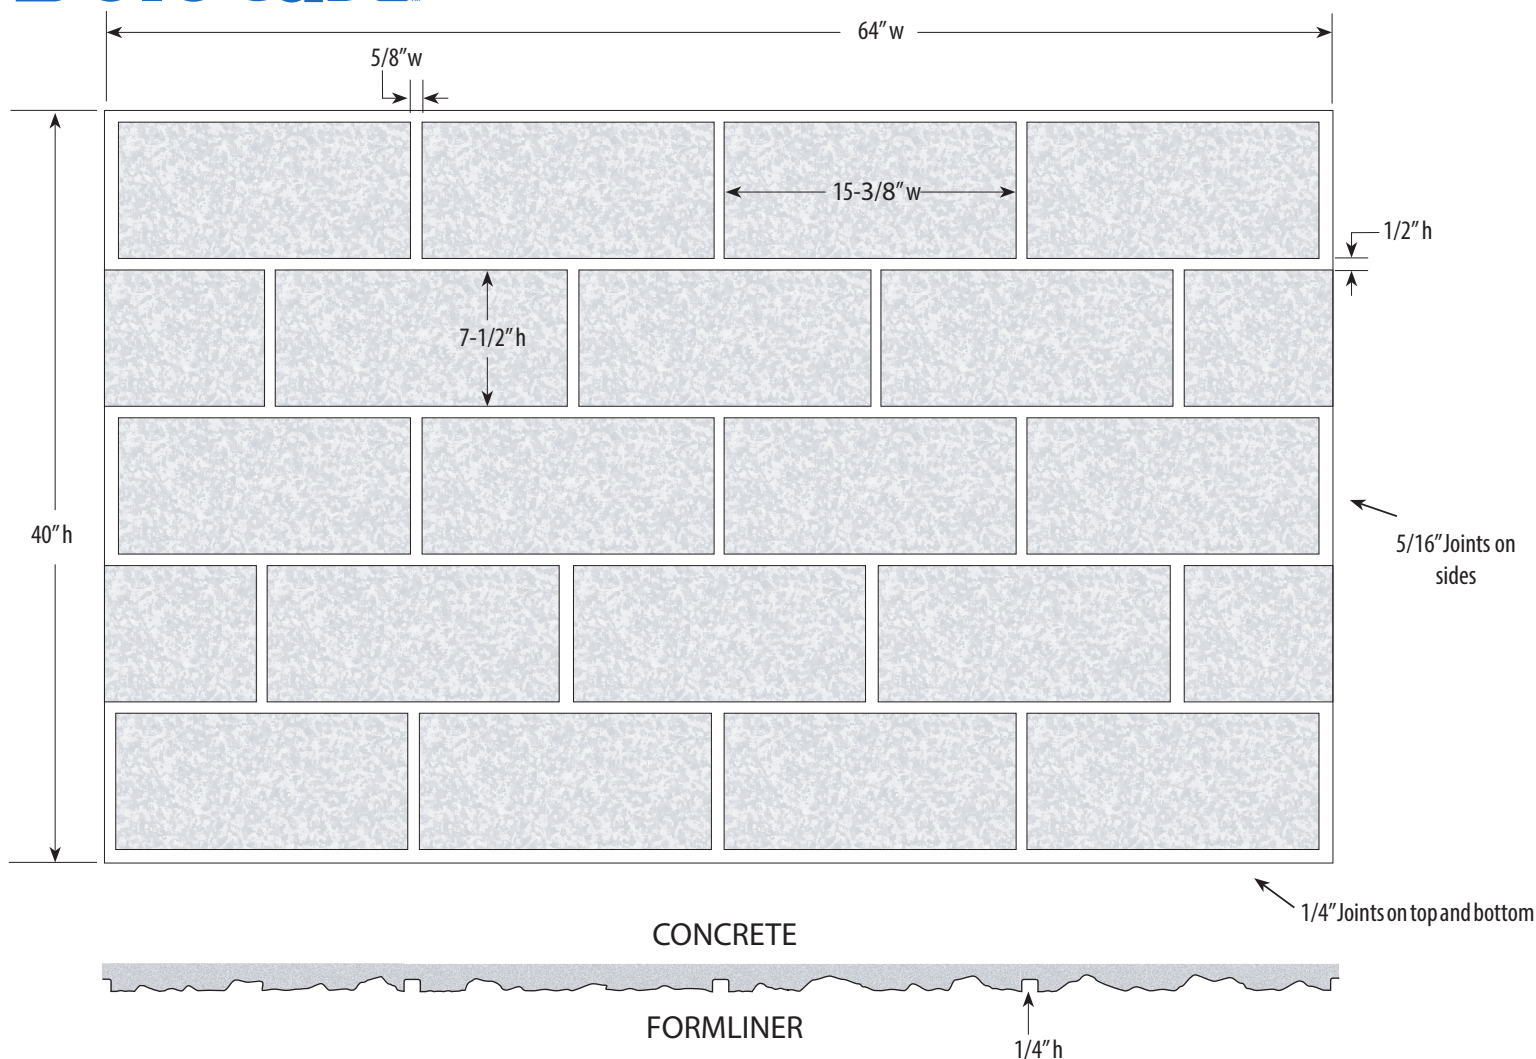 64" w
5/8" w
15-3/8" w
1/2" h
7-1/2" h
40" h
5/16" Joints on
sides
1/4" Joints on top and bottom
CONCRETE
FORMLINER
1/4" h